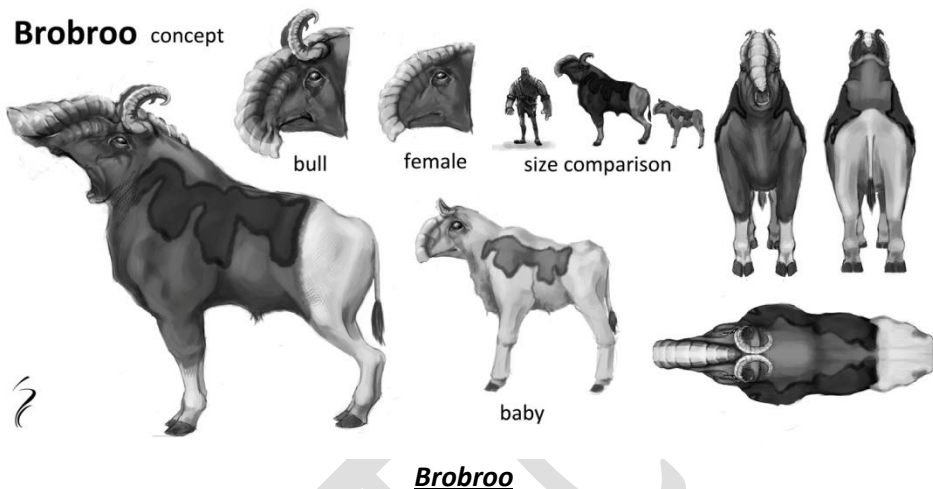 Brobroo concept
bull
female
size comparison
baby
Brobroo